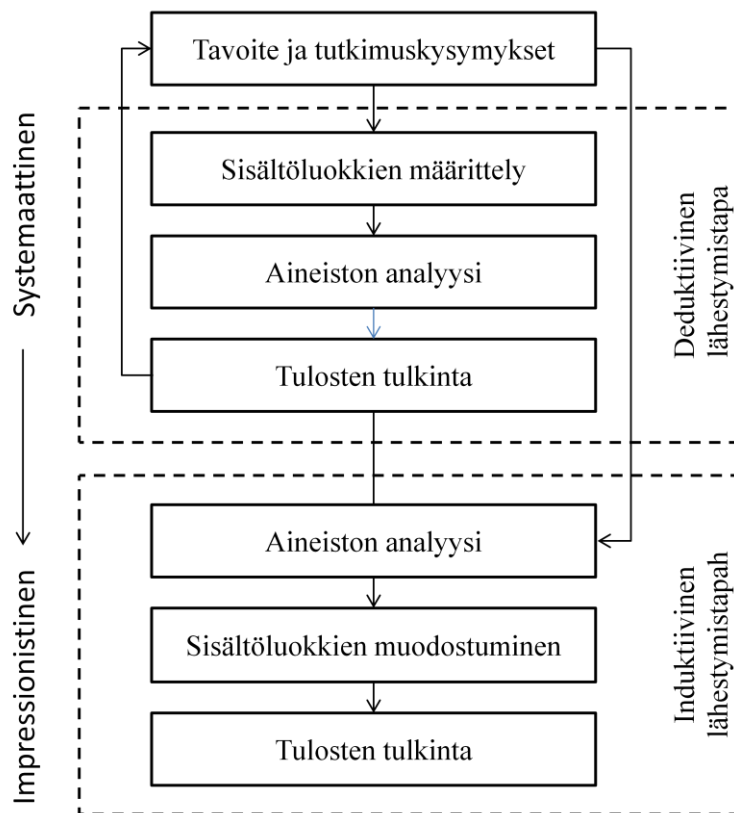 Tavoite ja tutkimuskysymykset
Systemaattinen
Sisältöluokkien määrittely
Aineiston analyysi
Tulosten tulkinta
Deduktiivinen
lähestymistapa
Impressionistinen
Aineiston analyysi
Sisältöluokkien muodostuminen
Tulosten tulkinta
Induktiivinen
lähestymistapah